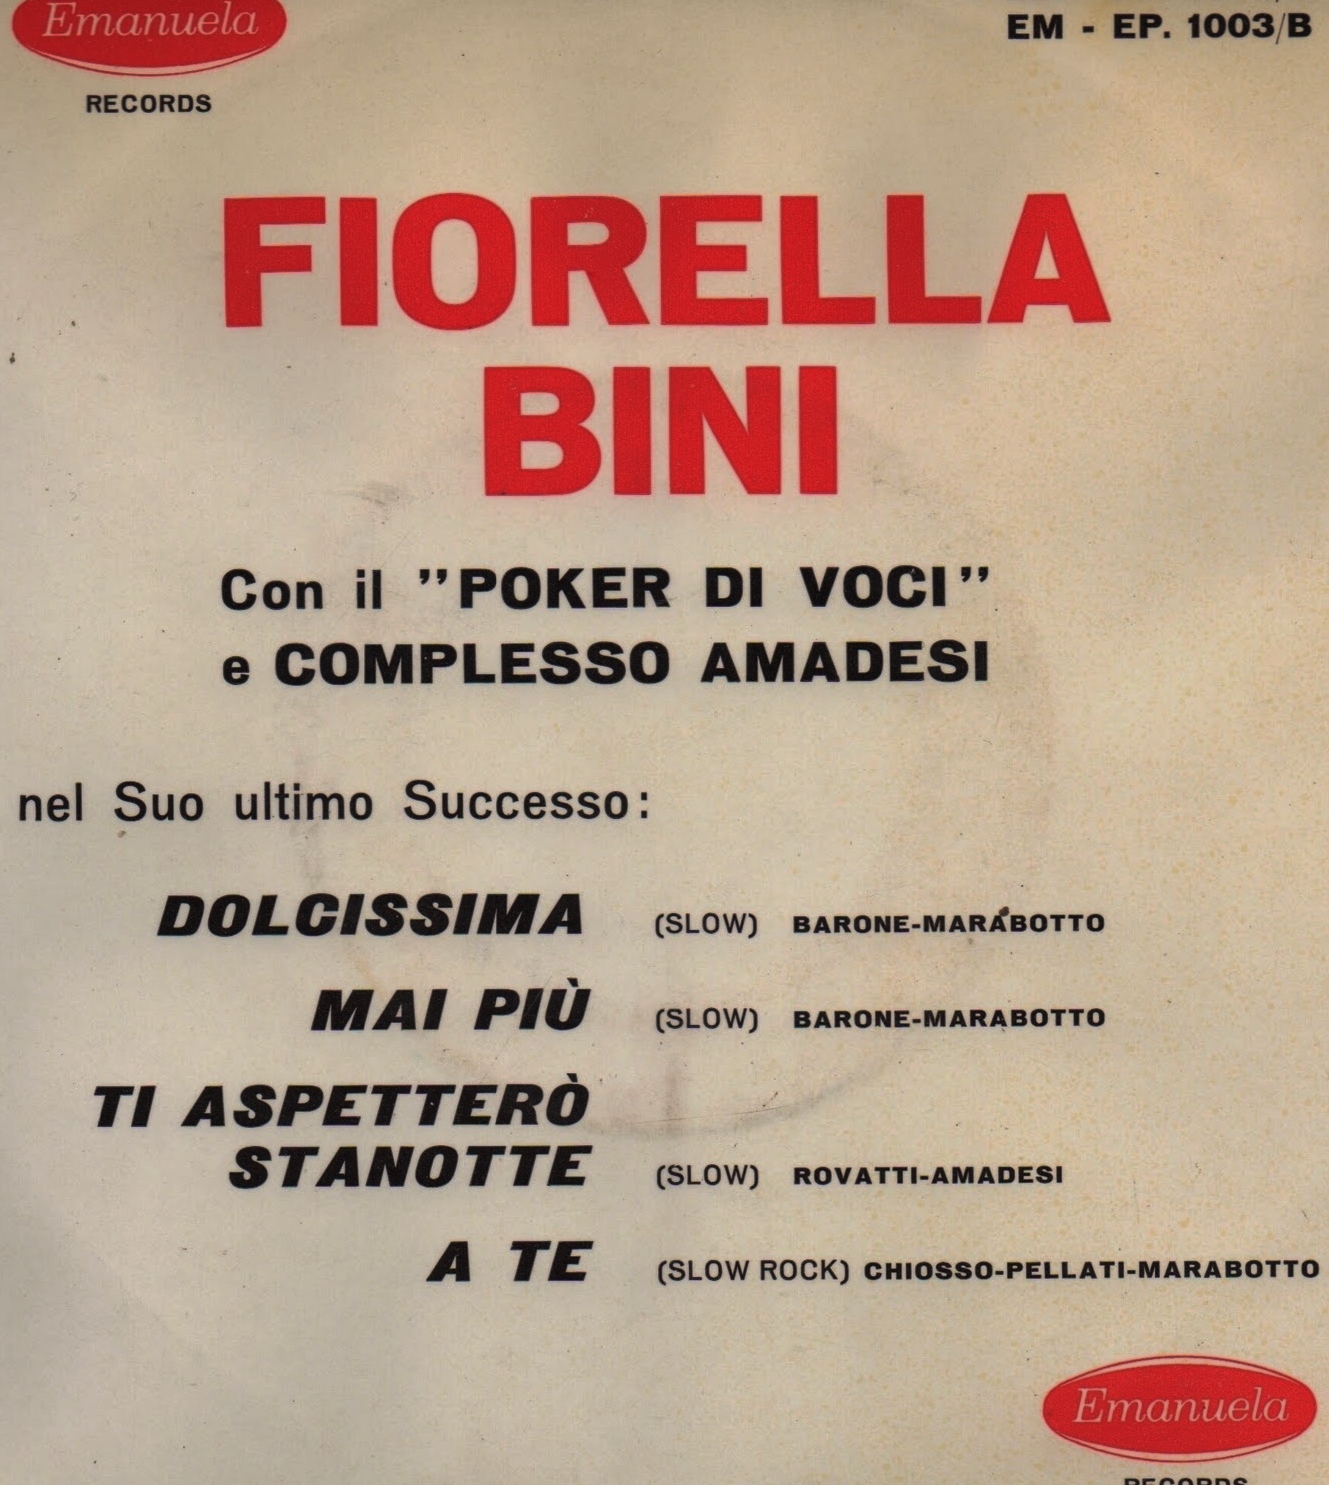 Emanuela
RECORDS
EM - EP. 1003/B
FIORELLA
BINI
Con il "POKER DI VOCI"
e COMPLESSO AMADESI
nel Suo ultimo Successo:
DOLCISSIMA (SLOW) BARONE-MARABOTTO
MAI PIÙ (SLOW) BARONE-MARABOTTO
TI ASPETTERÒ
STANOTTE (SLOW) ROVATTI-AMADESI
A TE (SLOW ROCK) CHIOSSO-PELLATI-MARABOTTO
Emanuela
RECORDS